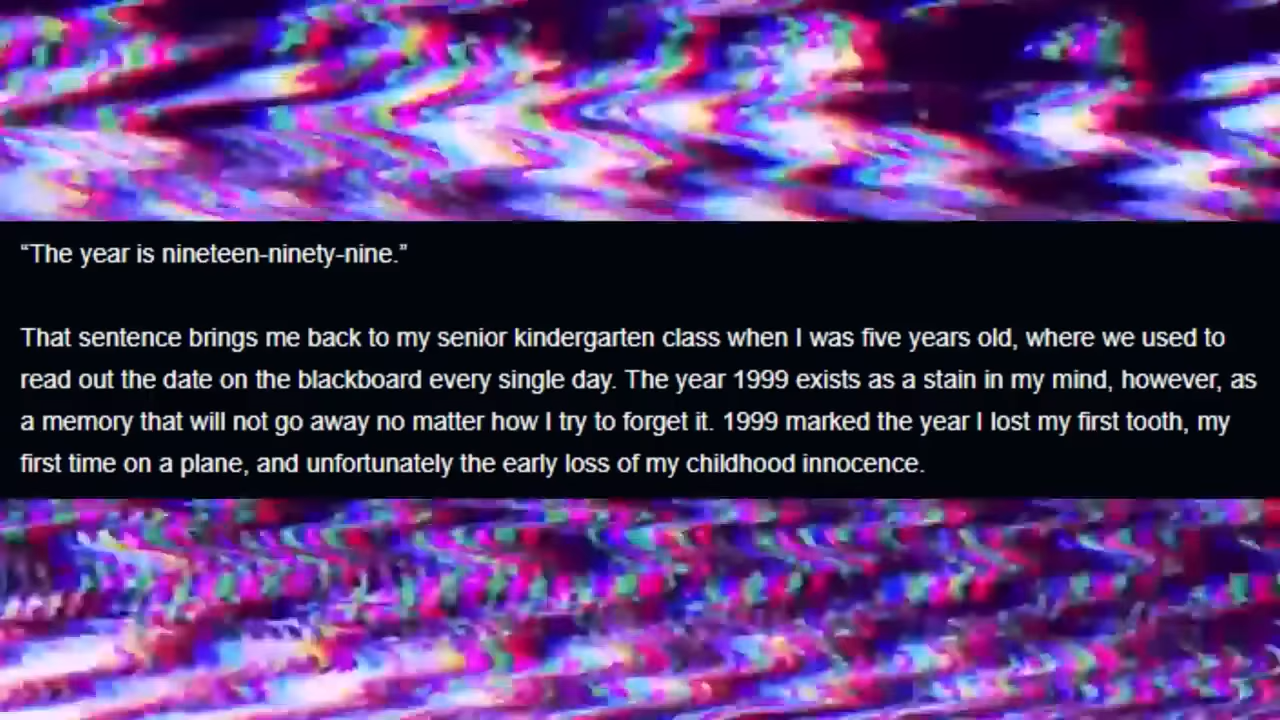 “The year is nineteen-ninety-nine.”
That sentence brings me back to my senior kindergarten class when I was five years old, where we used to
read out the date on the blackboard every single day. The year 1999 exists as a stain in my mind, however, as
a memory that will not go away no matter how I try to forget it. 1999 marked the year I lost my first tooth, my
first time on a plane, and unfortunately the early loss of my childhood innocence.